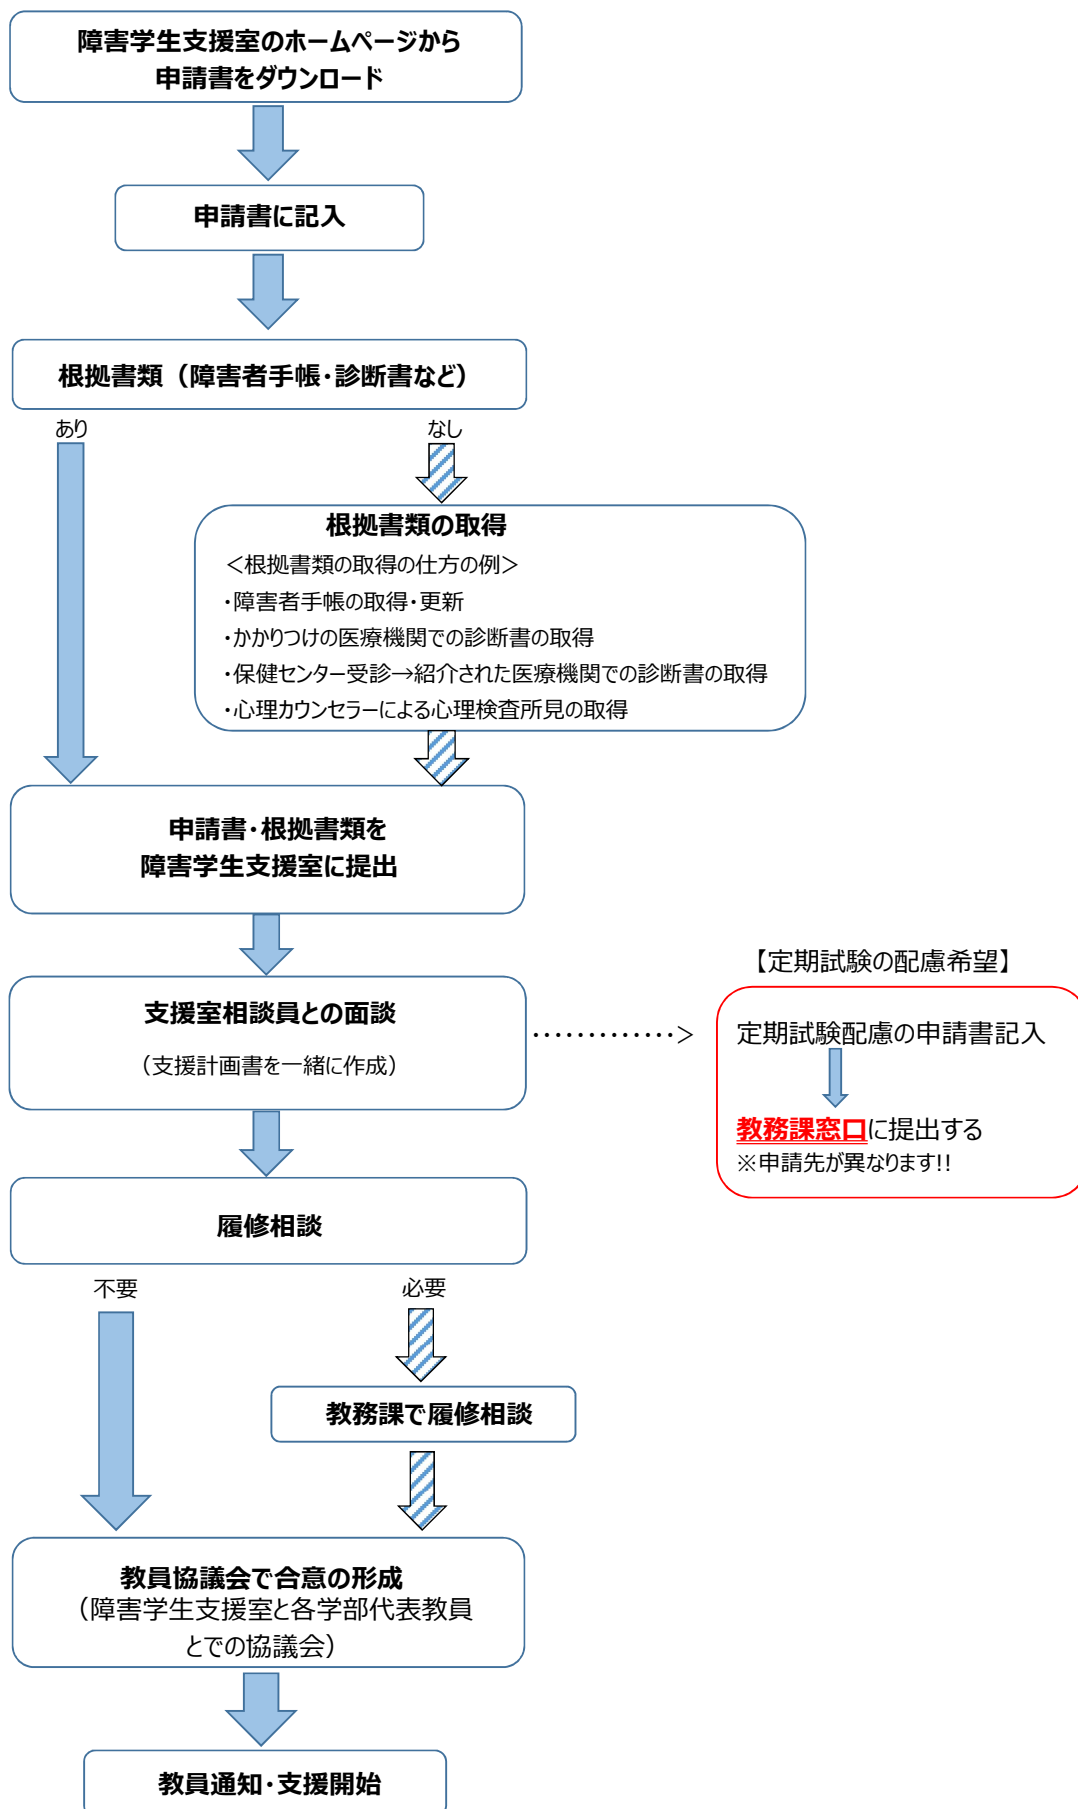 障害学生支援室のホームページから
申請書をダウンロード
申請書に記入
根拠書類（障害者手帳・診断書など）
あり
なし
根拠書類の取得
＜根拠書類の取得の仕方の例＞
・障害者手帳の取得・更新
・かかりつけの医療機関での診断書の取得
・保健センター受診→紹介された医療機関での診断書の取得
・心理カウンセラーによる心理検査所見の取得
申請書・根拠書類を
障害学生支援室に提出
支援室相談員との面談
（支援計画書を一緒に作成）
【定期試験の配慮希望】
定期試験配慮の申請書記入
教務課窓口に提出する
※申請先が異なります!!
履修相談
不要
必要
教務課で履修相談
教員協議会で合意の形成
（障害学生支援室と各学部代表教員
とでの協議会）
教員通知・支援開始